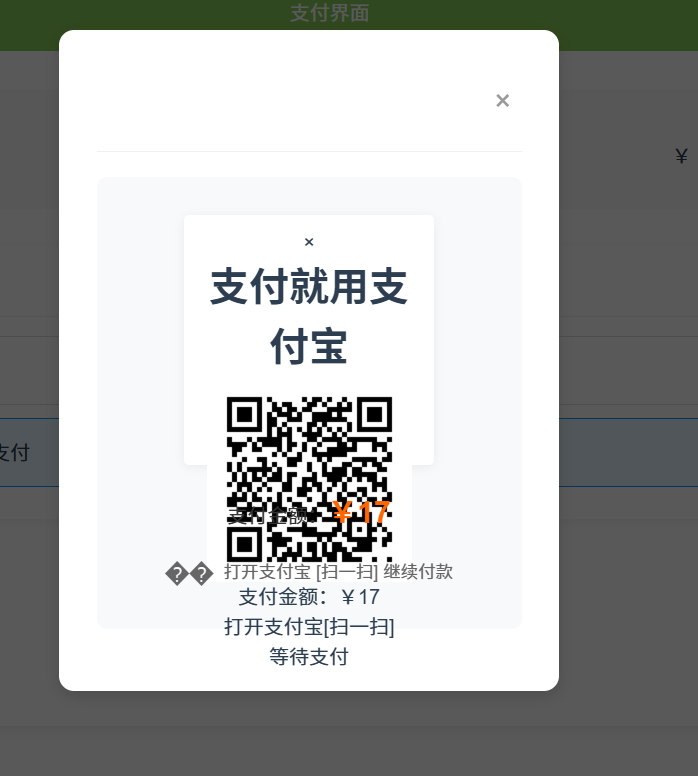 支付界面
×
¥
×
支付就用支
付宝
支付
支付金额： ¥17
�� 打开支付宝 [扫一扫] 继续付款
支付金额：¥17
打开支付宝[扫一扫]
等待支付